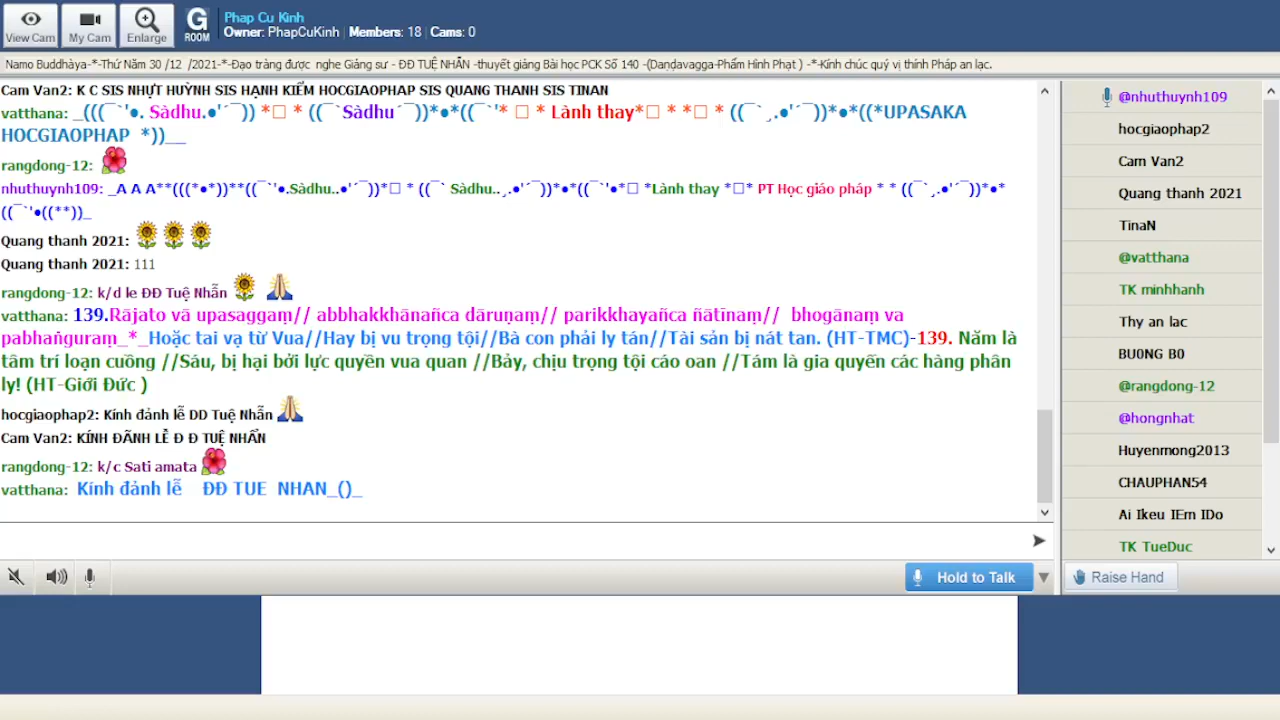 View Cam
My Cam
Enlarge
G
ROOM
Phap Cu Kinh
Owner: PhapCuKinh | Members: 18 | Cams: 0
Namo Buddhàya-*-Thứ Năm 30 /12 /2021-*-Đạo tràng được nghe Giảng sư - ĐĐ TUỆ NHẪN -thuyết giảng Bài học PCK Số 140 -(Daṇḍavagga-Phẩm Hình Phạt ) -*-Kính chúc quý vị thính Pháp an lạc.
Cam Van2: K C SIS NHỰT HUỲNH SIS HẠNH KIỂM HOCGIAOPHAP SIS QUANG THANH SIS TINAN
vatthana: _(((¯`'●. Sàdhu.●'´¯)) *□ * ((¯`Sàdhu´¯))*●*((¯`'* □ * Lành thay*□ * *□ * ((¯`¸.●'´¯))*●*((*UPASAKA
HOCGIAOPHAP *))__
rangdong-12:
nhuthuynh109: _A A A**(((*●*))**((¯`'●.Sàdhu..●'´¯))*□ * ((¯` Sàdhu..¸.●'´¯))*●*((¯`'●*□ *Lành thay *□* PT Học giáo pháp * * ((¯`¸.●'´¯))*●*
((¯`'●((**))_
Quang thanh 2021:
Quang thanh 2021: 111
rangdong-12: k/d le ĐĐ Tuệ Nhẫn
vatthana: 139.Rājato vā upasaggaṃ// abbhakkhānañca dāruṇaṃ// parikkhayañca ñātīnaṃ// bhogānaṃ va
pabhaṅguraṃ_*_Hoặc tai vạ từ Vua//Hay bị vu trọng tội//Bà con phải ly tán//Tài sản bị nát tan. (HT-TMC)-139. Năm là
tâm trí loạn cuồng //Sáu, bị hại bởi lực quyền vua quan //Bảy, chịu trọng tội cáo oan //Tám là gia quyến các hàng phân
ly! (HT-Giới Đức )
hocgiaophap2: Kính đảnh lễ DD Tuệ Nhẫn
Cam Van2: KÍNH ĐÃNH LỄ Đ Đ TUỆ NHẪN
rangdong-12: k/c Sati amata
vatthana: Kính đảnh lễ ĐĐ TUE NHAN_()_
Hold to Talk
@nhuthuynh109
hocgiaophap2
Cam Van2
Quang thanh 2021
TinaN
@vatthana
TK minhhanh
Thy an lac
BU0NG B0
@rangdong-12
@hongnhat
Huyenmong2013
CHAUPHAN54
Ai Ikeu IEm IDo
TK TueDuc
Raise Hand